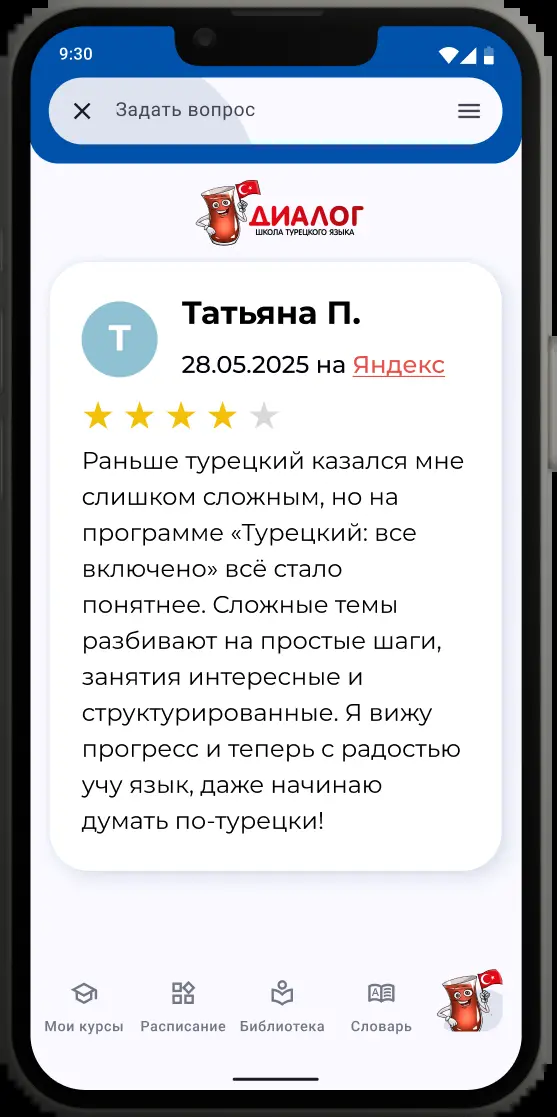 9:30
Задать вопрос
ДИАЛОГ
ШКОЛА ТУРЕЦКОГО ЯЗЫКА
Т
Татьяна П.
28.05.2025 на Яндекс
Раньше турецкий казался мне
слишком сложным, но на
программе «Турецкий: все
включено» всё стало
понятнее. Сложные темы
разбивают на простые шаги,
занятия интересные и
структурированные. Я вижу
прогресс и теперь с радостью
учу язык, даже начинаю
думать по-турецки!
A
Мои курсы Расписание Библиотека Словарь